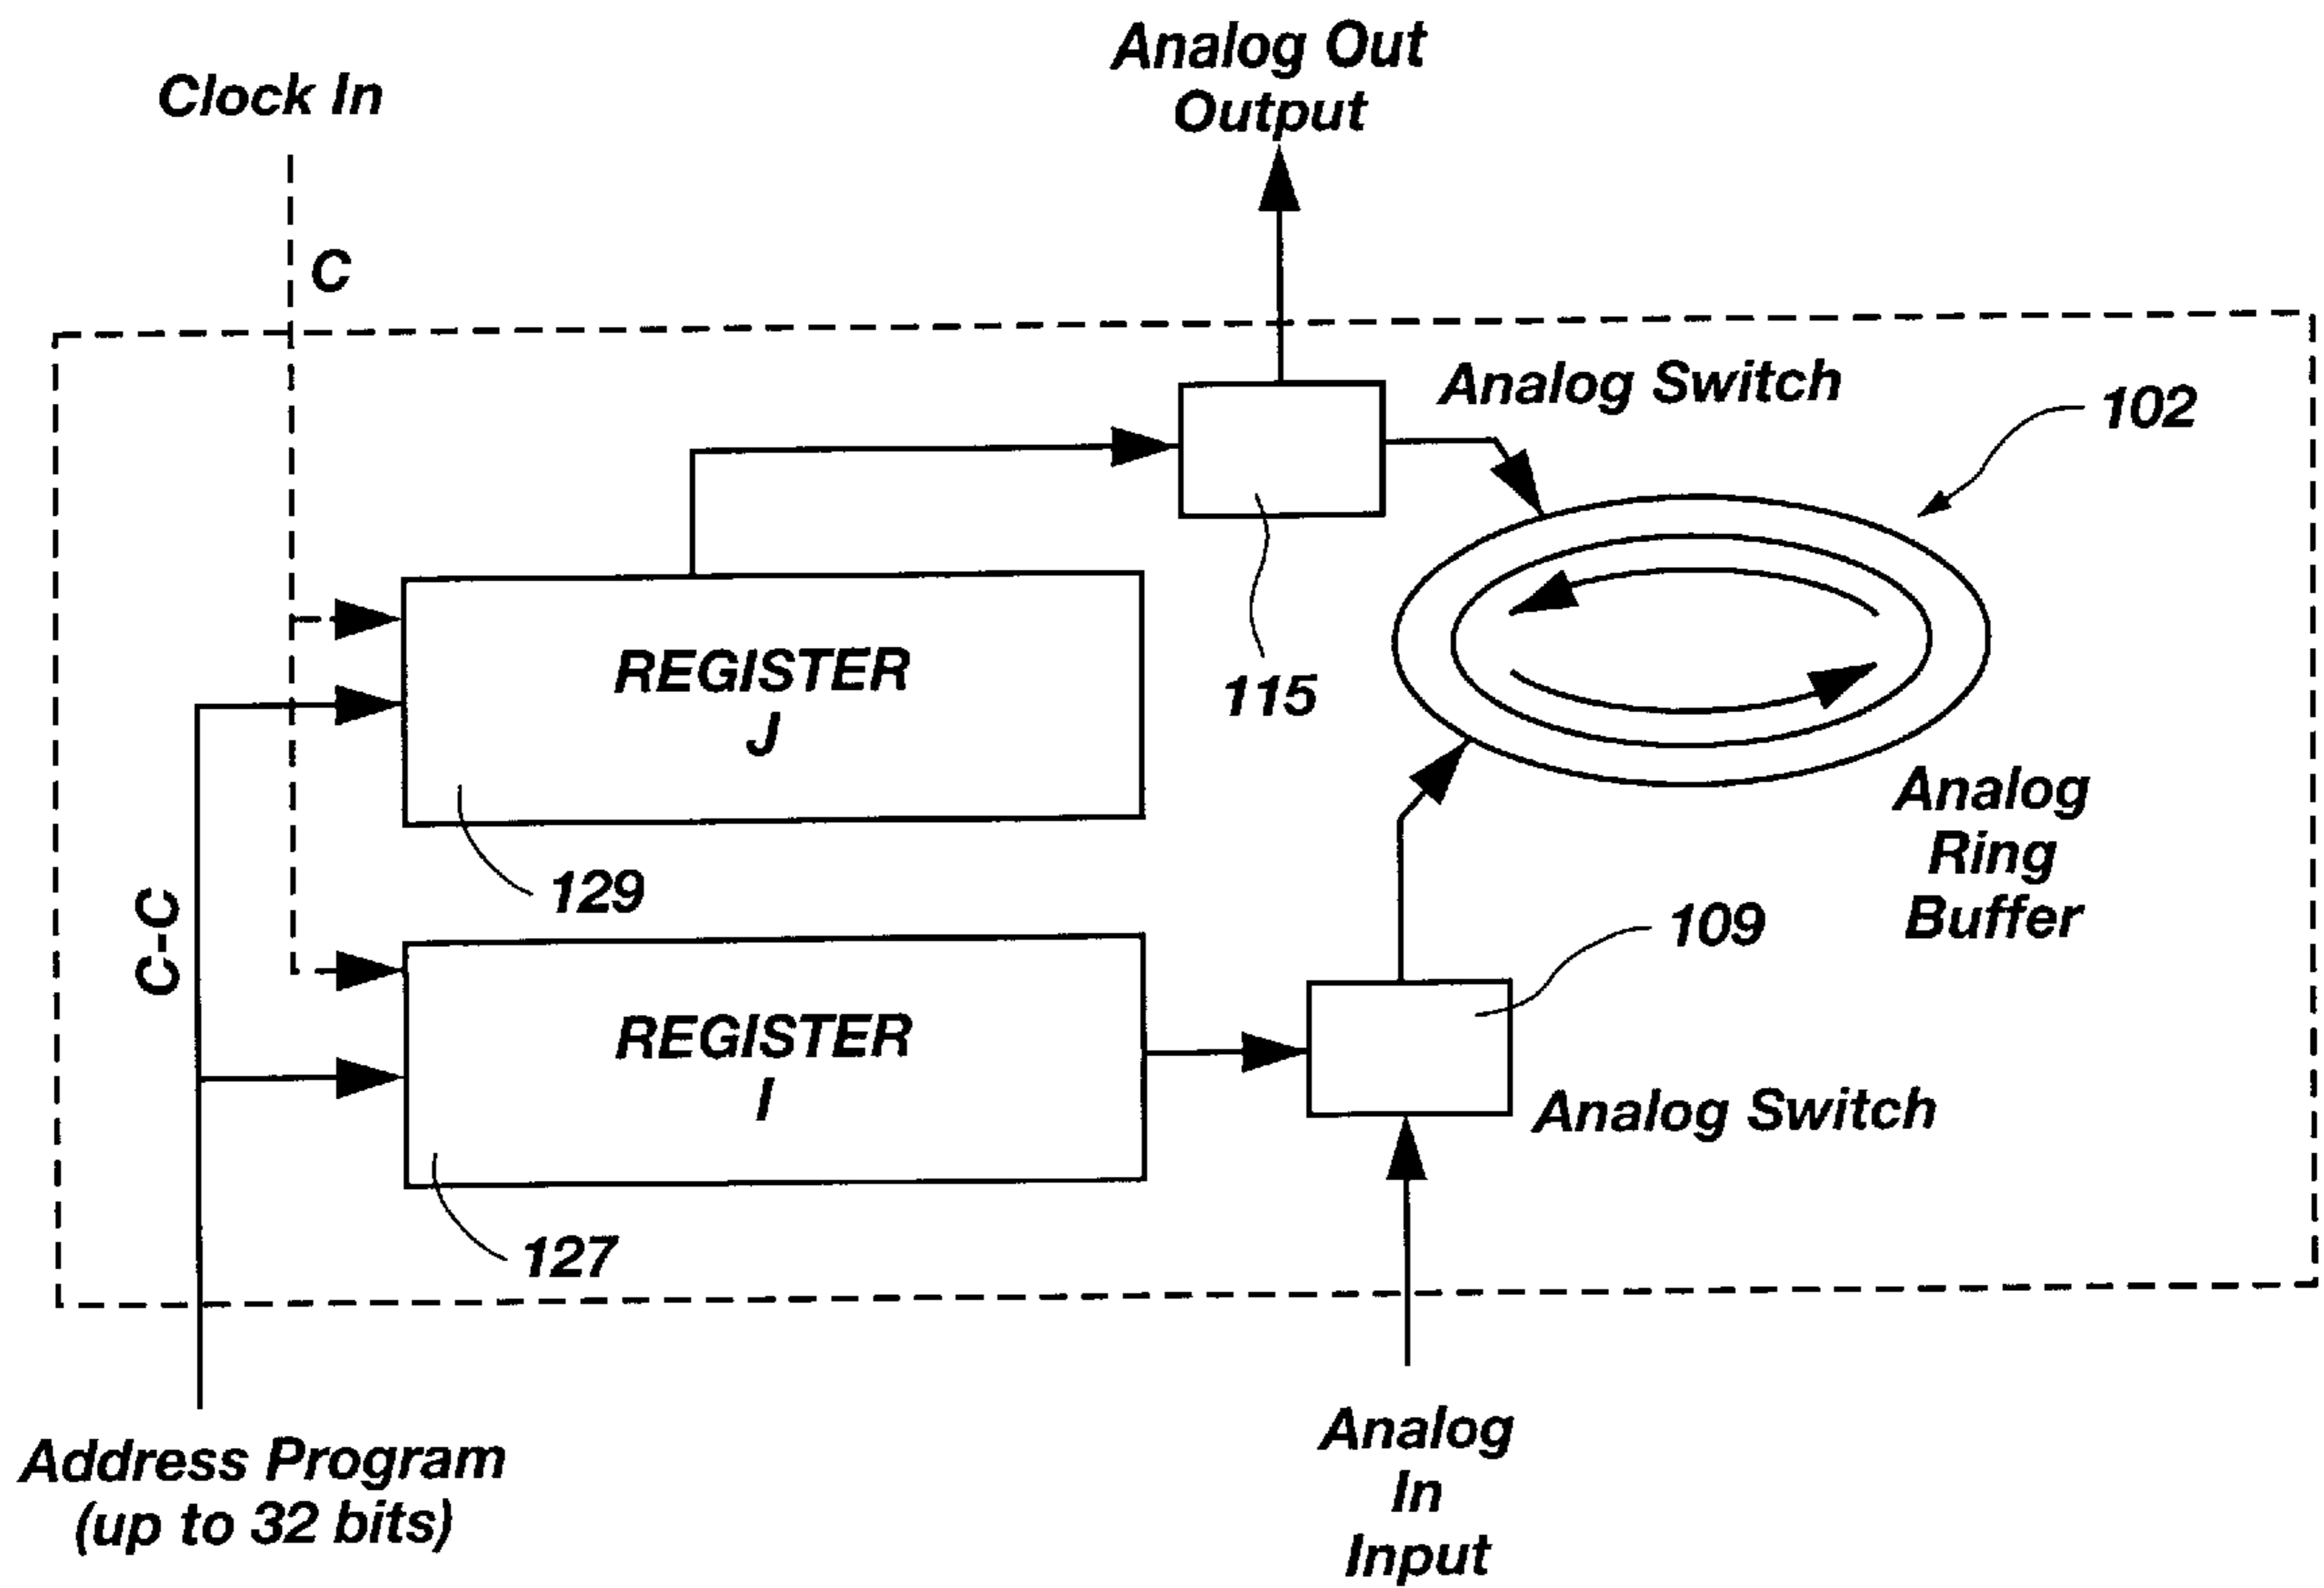 Analog Out
Output
Clock In
C
Analog Switch
102
REGISTER
J
115
129
Analog
Ring
Buffer
C-C
109
REGISTER
I
Analog Switch
127
Address Program
(up to 32 bits)
Analog
In
Input